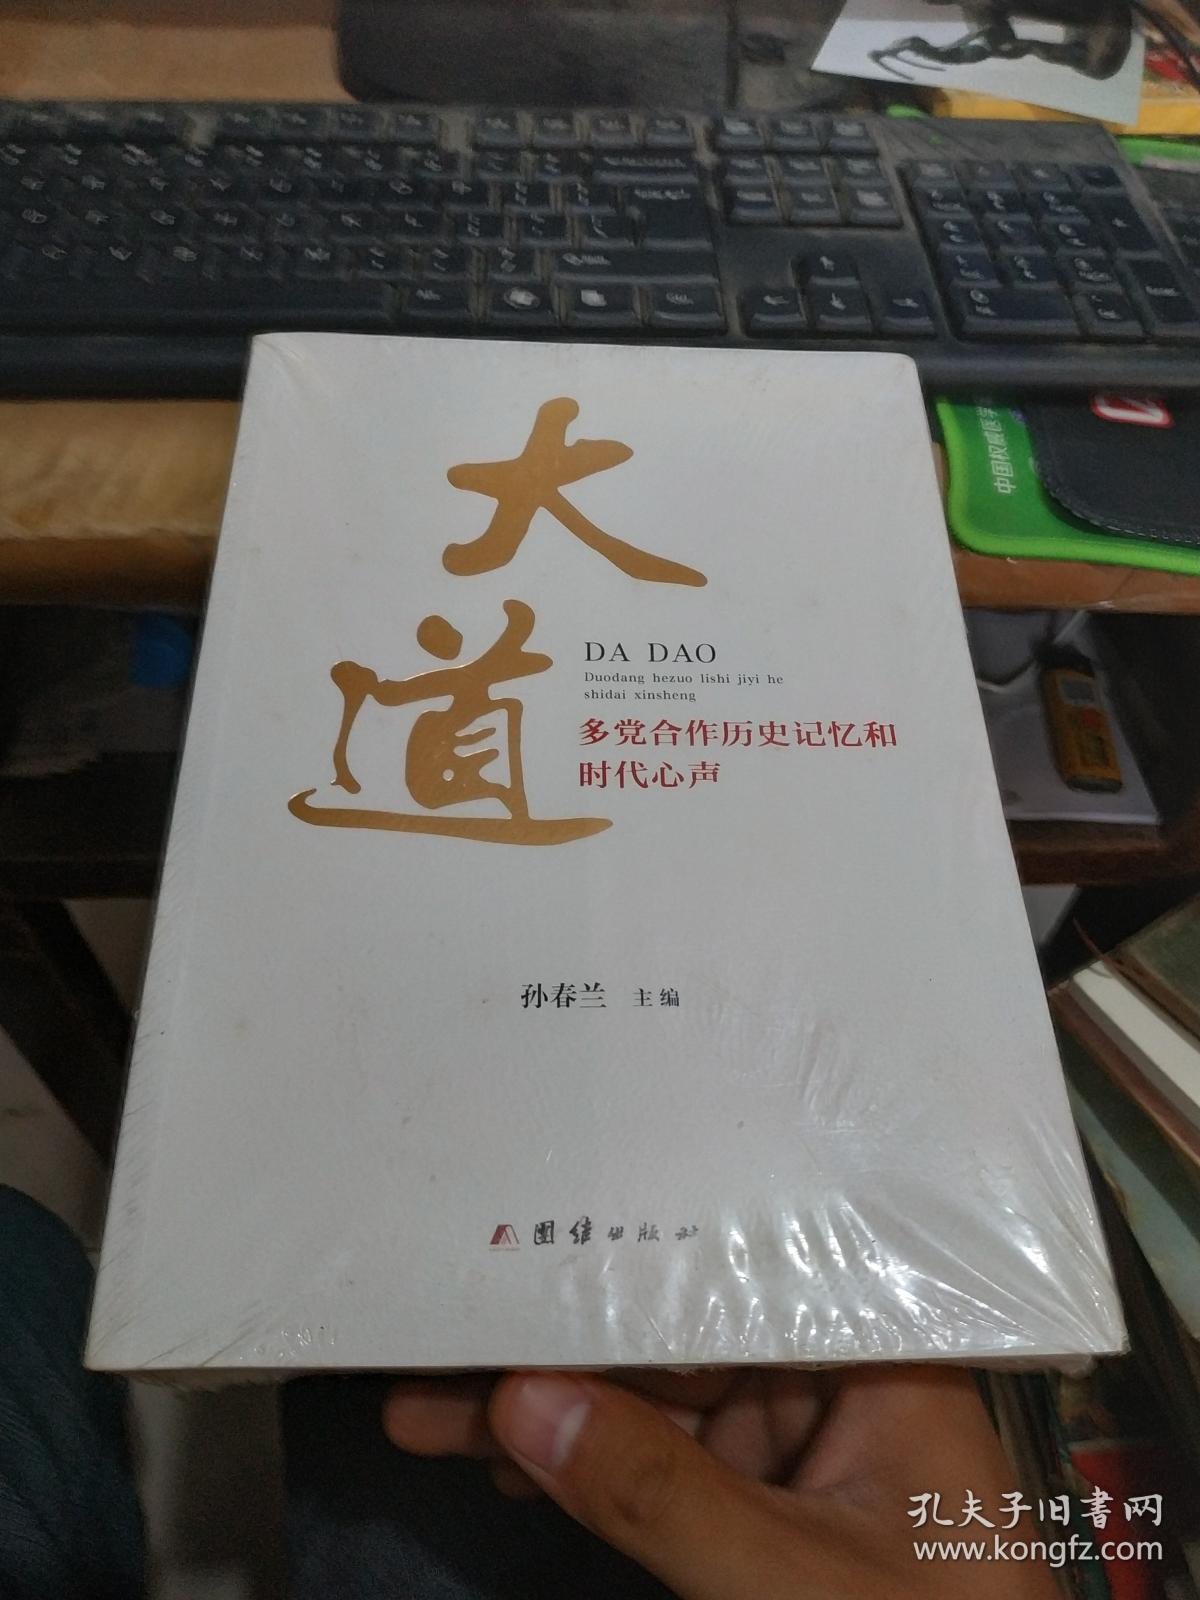 中国权威医学
大道
DA DAO
Duodang hezuo lishi jiyi he
shidai xinsheng
多党合作历史记忆和
时代心声
孙春兰 主编
团结出版社
孔夫子旧书网
www.kongfz.com